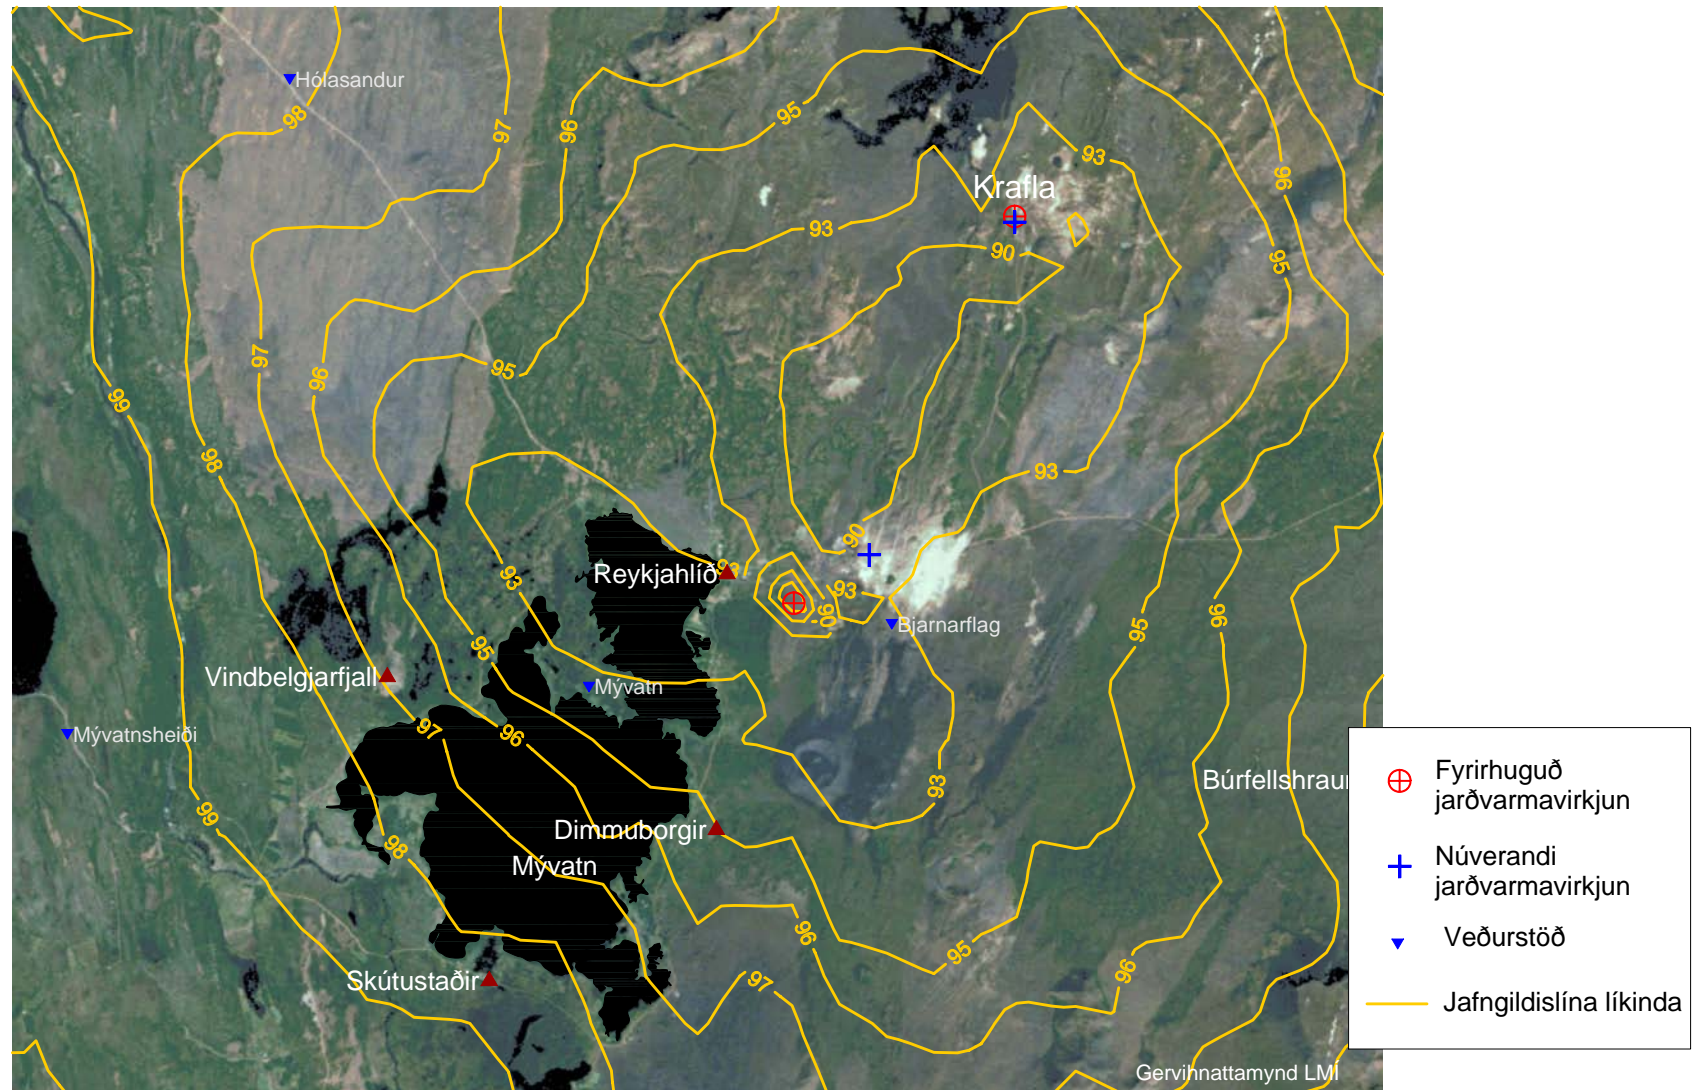 Hólasandur
98
97
96
95
93
96
Krafla
93
90
95
97
96
95
99
98
93
90
Reykjahlíð
93
93
90
Bjarnarflag
95
96
95
Vindbelgjarfjall
Mývatn
Mývatnsheiði
97
96
93
Búrfellshraun
99
98
Dimmuborgir
Mývatn
96
95
96
Skútustaðir
97
Gervihnattamynd LMÍ
Fyrirhuguð
jarðvarmavirkjun
Núverandi
jarðvarmavirkjun
Veðurstöð
Jafngildislína líkinda